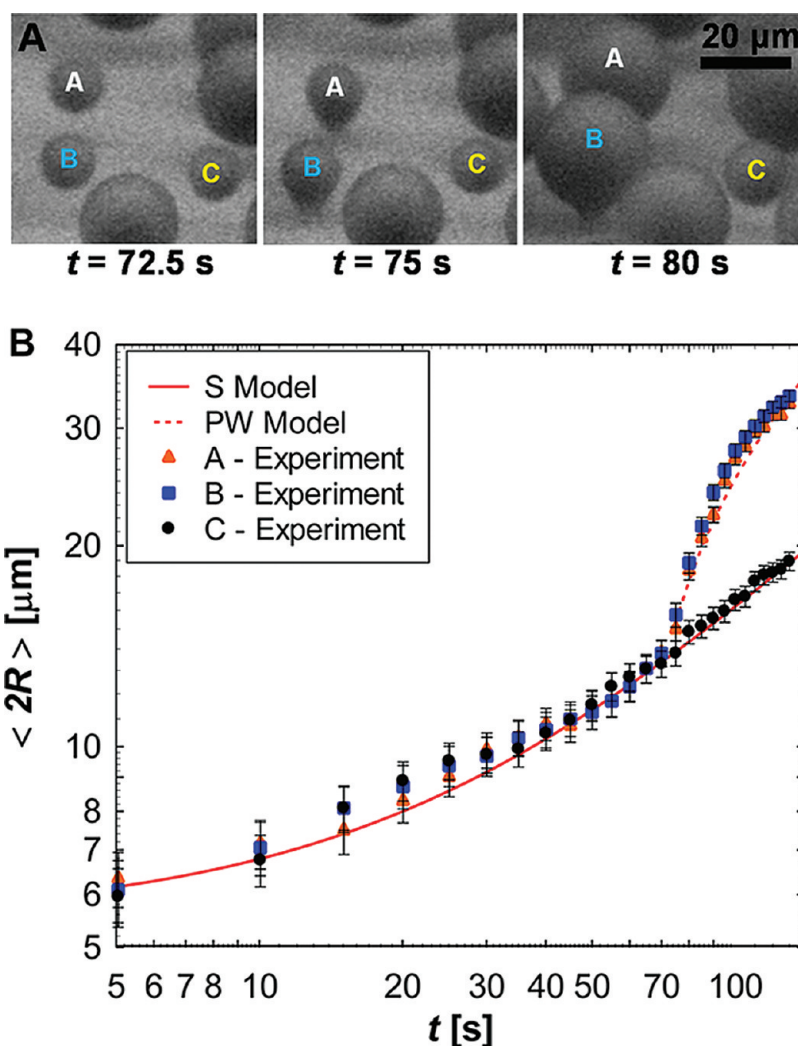 A
A
B
C
A
B
C
20 µm
A
B
C
t = 72.5 s
t = 75 s
t = 80 s
B
40
30
20
10
8
7
6
5
S Model
PW Model
A - Experiment
B - Experiment
C - Experiment
< 2R > [µm]
5 6 7 8 10 20 30 40 50 70 100
t [s]